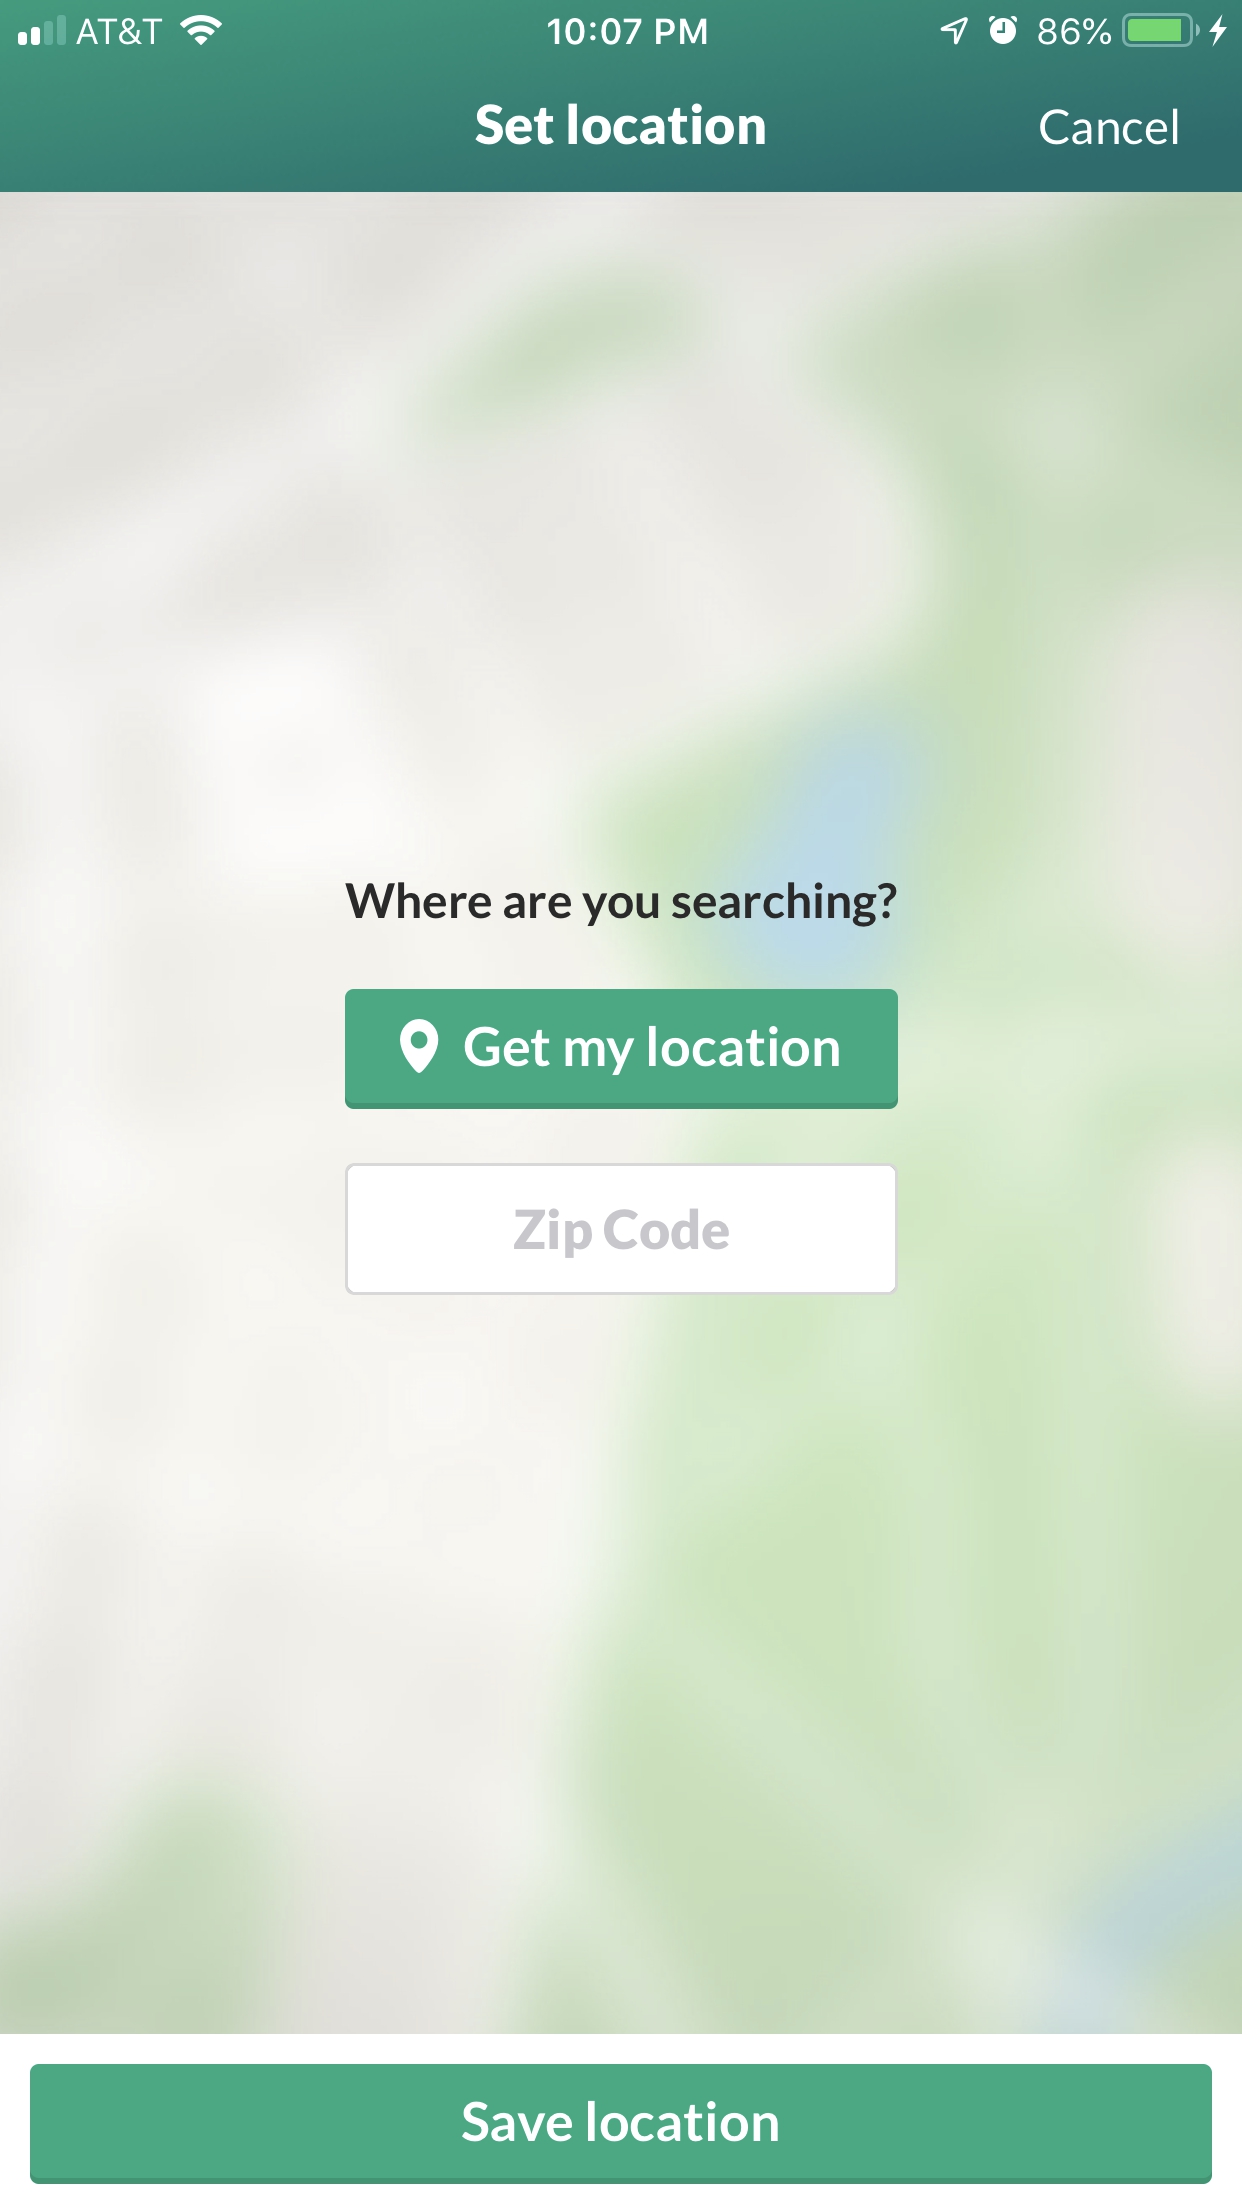 AT&T 10:07 PM 86%
Set location Cancel
Where are you searching?
Get my location
Zip Code
Save location